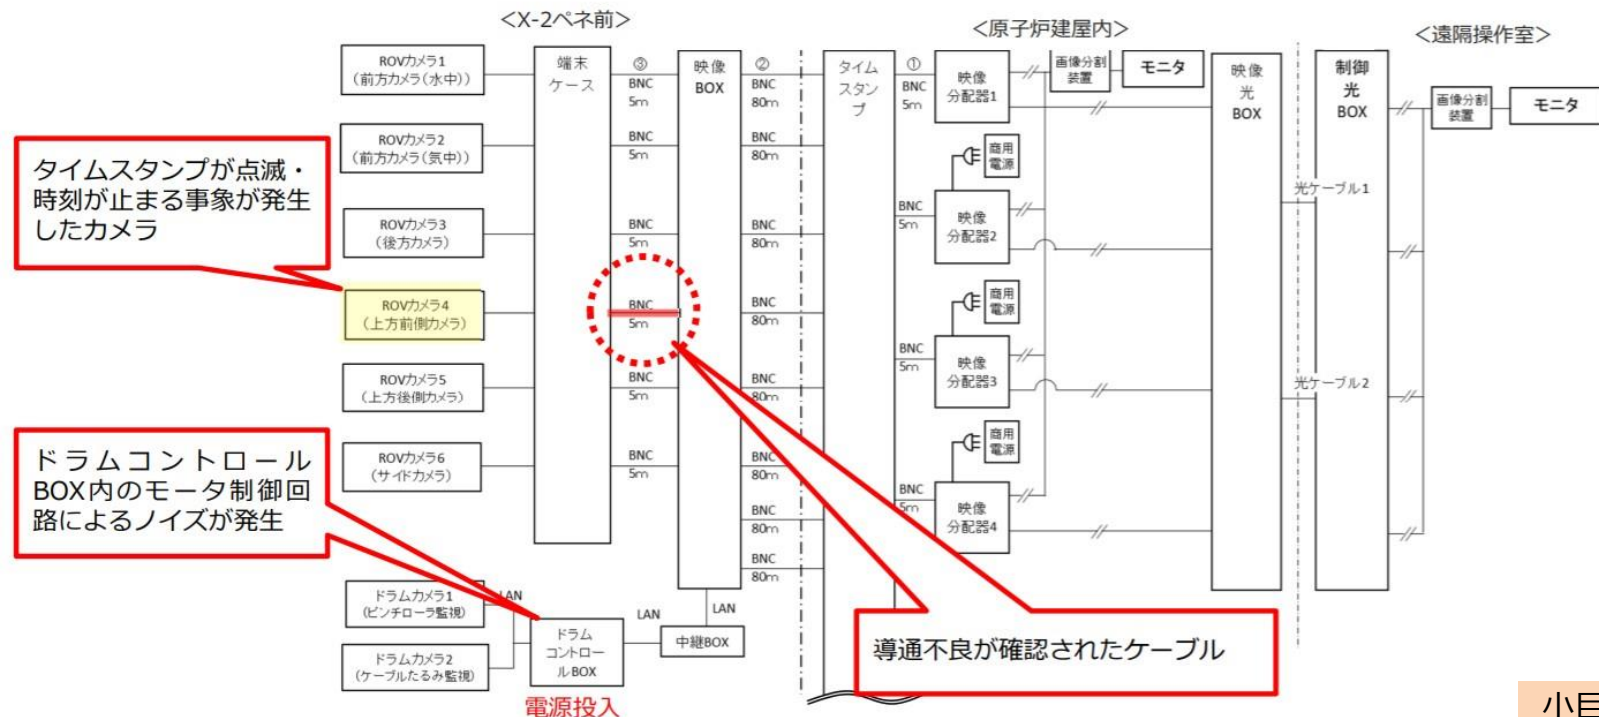 <X-2ペネ前>
<原子炉建屋内>
<遠隔操作室>
ROVカメラ1
(前方カメラ(水中))
ROVカメラ2
(前方カメラ(気中))
ROVカメラ3
(後方カメラ)
ROVカメラ4
(上方前側カメラ)
ROVカメラ5
(上方後側カメラ)
ROVカメラ6
(サイドカメラ)
タイムスタンプが点滅・
時刻が止まる事象が発生
したカメラ
ドラムコントロール
BOX内のモータ制御回
路によるノイズが発生
ドラムカメラ1
(ピンチローラ監視)
ドラムカメラ2
(ケーブルたるみ監視)
LAN
ドラム
コントロー
ルBOX
電源投入
LAN
中継BOX
LAN
端末
ケース
③
BNC
5m
BNC
5m
BNC
5m
BNC
5m
BNC
5m
BNC
5m
映像
BOX
②
BNC
80m
BNC
80m
BNC
80m
BNC
80m
BNC
80m
BNC
80m
BNC
80m
BNC
80m
タイム
スタン
プ
①
BNC
5m
BNC
5m
BNC
5m
BNC
5m
映像
分配器1
画像分割
装置
モニタ
商用
電源
映像
分配器2
商用
電源
映像
分配器3
商用
電源
映像
分配器4
導通不良が確認されたケーブル
映像
光
BOX
光ケーブル1
光ケーブル2
制御
光
BOX
画像分割
装置
モニタ
小